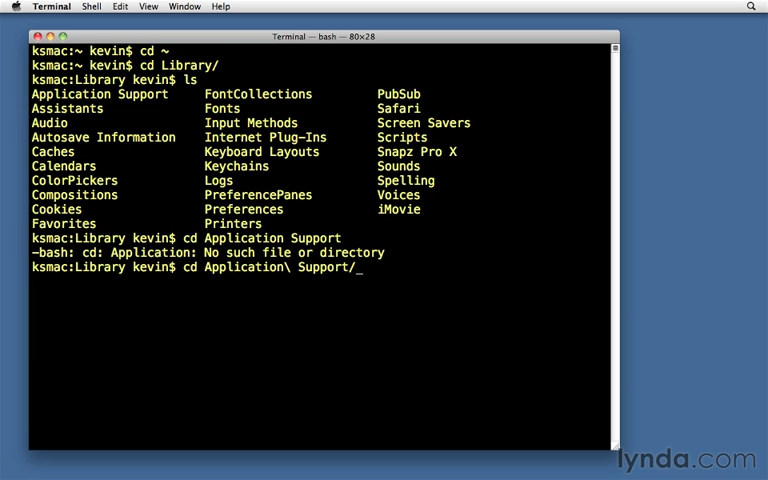 Terminal Shell Edit View Window Help
Terminal — bash — 80×28
ksmac:~ kevin$ cd ~
ksmac:~ kevin$ cd Library/
ksmac:Library kevin$ ls
Application Support FontCollections PubSub
Assistants Fonts Safari
Audio Input Methods Screen Savers
Autosave Information Internet Plug-Ins Scripts
Caches Keyboard Layouts Snapz Pro X
Calendars Keychains Sounds
ColorPickers Logs Spelling
Compositions PreferencePanes Voices
Cookies Preferences iMovie
Favorites Printers
ksmac:Library kevin$ cd Application Support
-bash: cd: Application: No such file or directory
ksmac:Library kevin$ cd Application\ Support/_
lynda.com